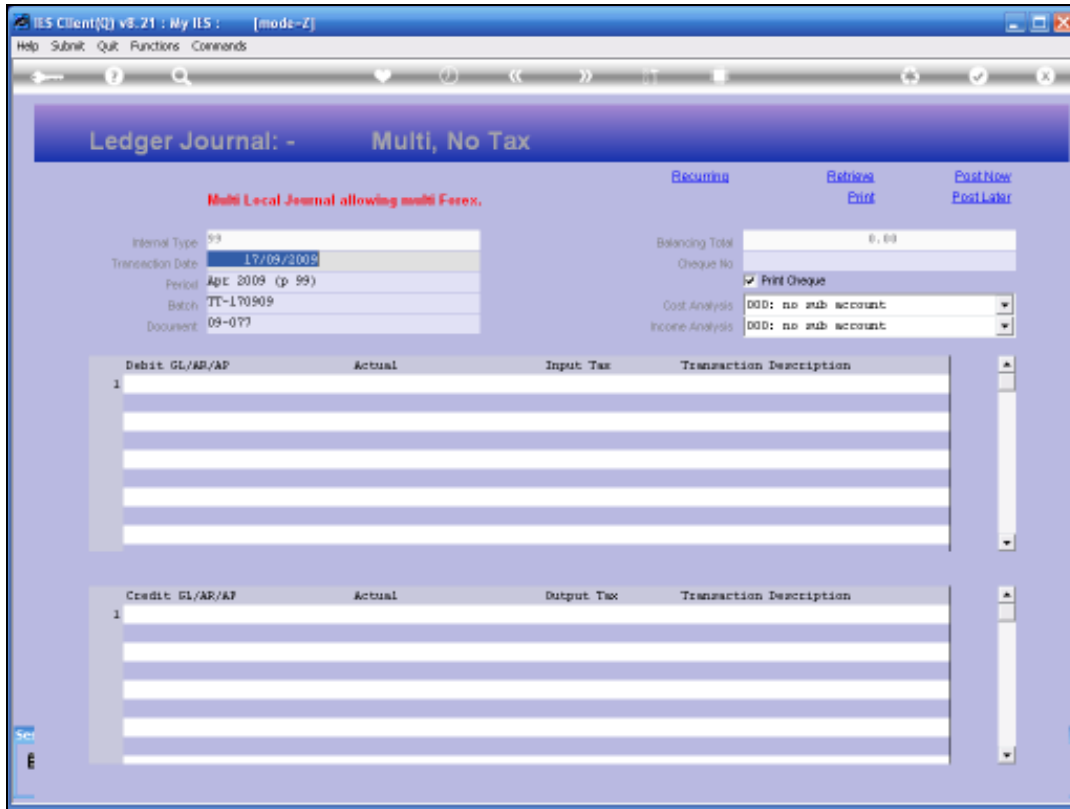 IES Client(Q) v8.21 : My IES : [mode-Z]
Help Submit Quit Functions Commands
Ledger Journal: - Multi, No Tax
Recurring Retrieve Post Now
Multi Local Journal allowing multi Forex. Print Post Later
Internal Type 99 Balancing Total 0.00
Transaction Date 17/09/2009 Cheque No
Period Apr 2009 (p 99) Print Cheque
Batch TT-170909 Cost Analysis 000: no sub account
Document 09-077 Income Analysis 000: no sub account
Debit GL/AR/AP Actual Input Tax Transaction Description
1
Credit GL/AR/AP Actual Output Tax Transaction Description
1